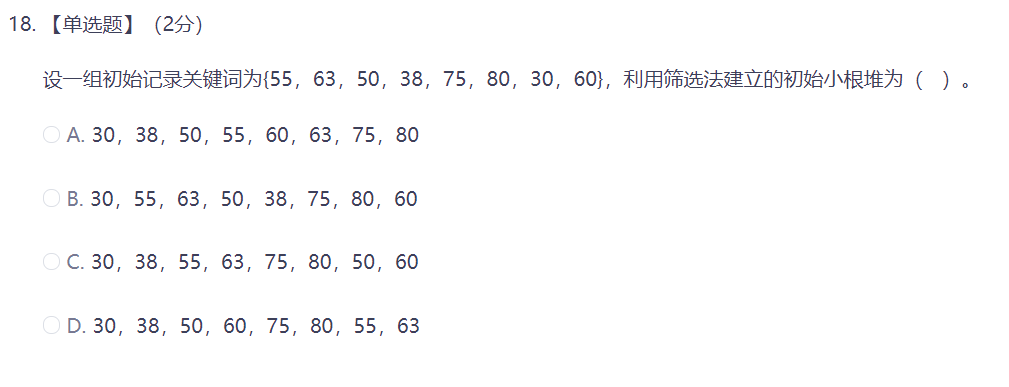 18. 【单选题】（2分）
设一组初始记录关键词为{55，63，50，38，75，80，30，60}，利用筛选法建立的初始小根堆为（ ）。
A. 30，38，50，55，60，63，75，80
B. 30，55，63，50，38，75，80，60
C. 30，38，55，63，75，80，50，60
D. 30，38，50，60，75，80，55，63